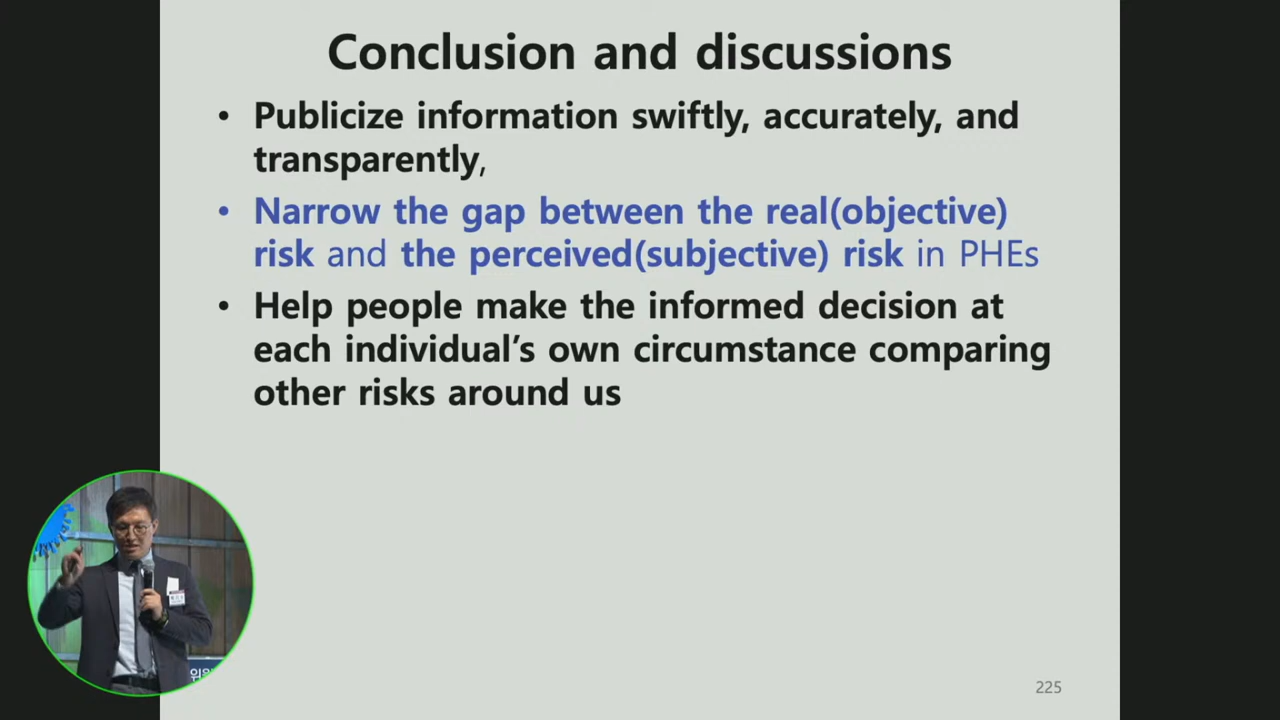 Conclusion and discussions
• Publicize information swiftly, accurately, and
transparently,
• Narrow the gap between the real(objective)
risk and the perceived(subjective) risk in PHEs
• Help people make the informed decision at
each individual’s own circumstance comparing
other risks around us
225